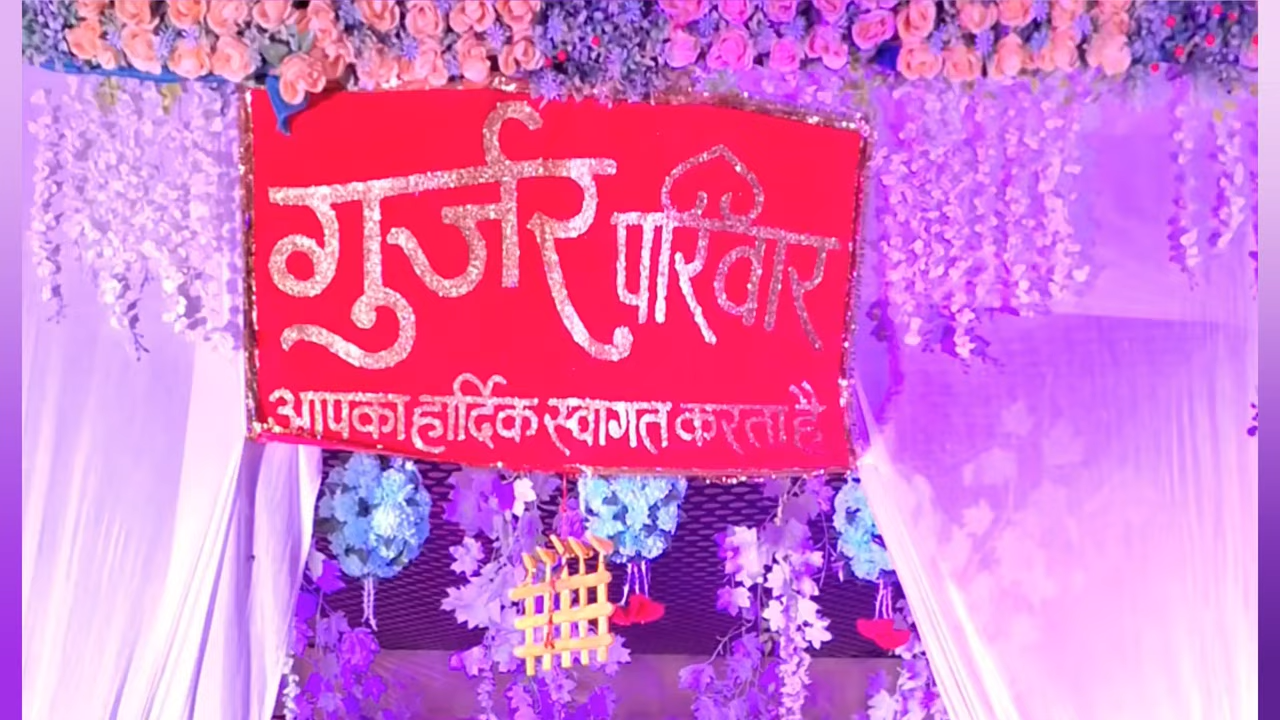 गुर्जर परिवार
आपका हार्दिक स्वागत करता है